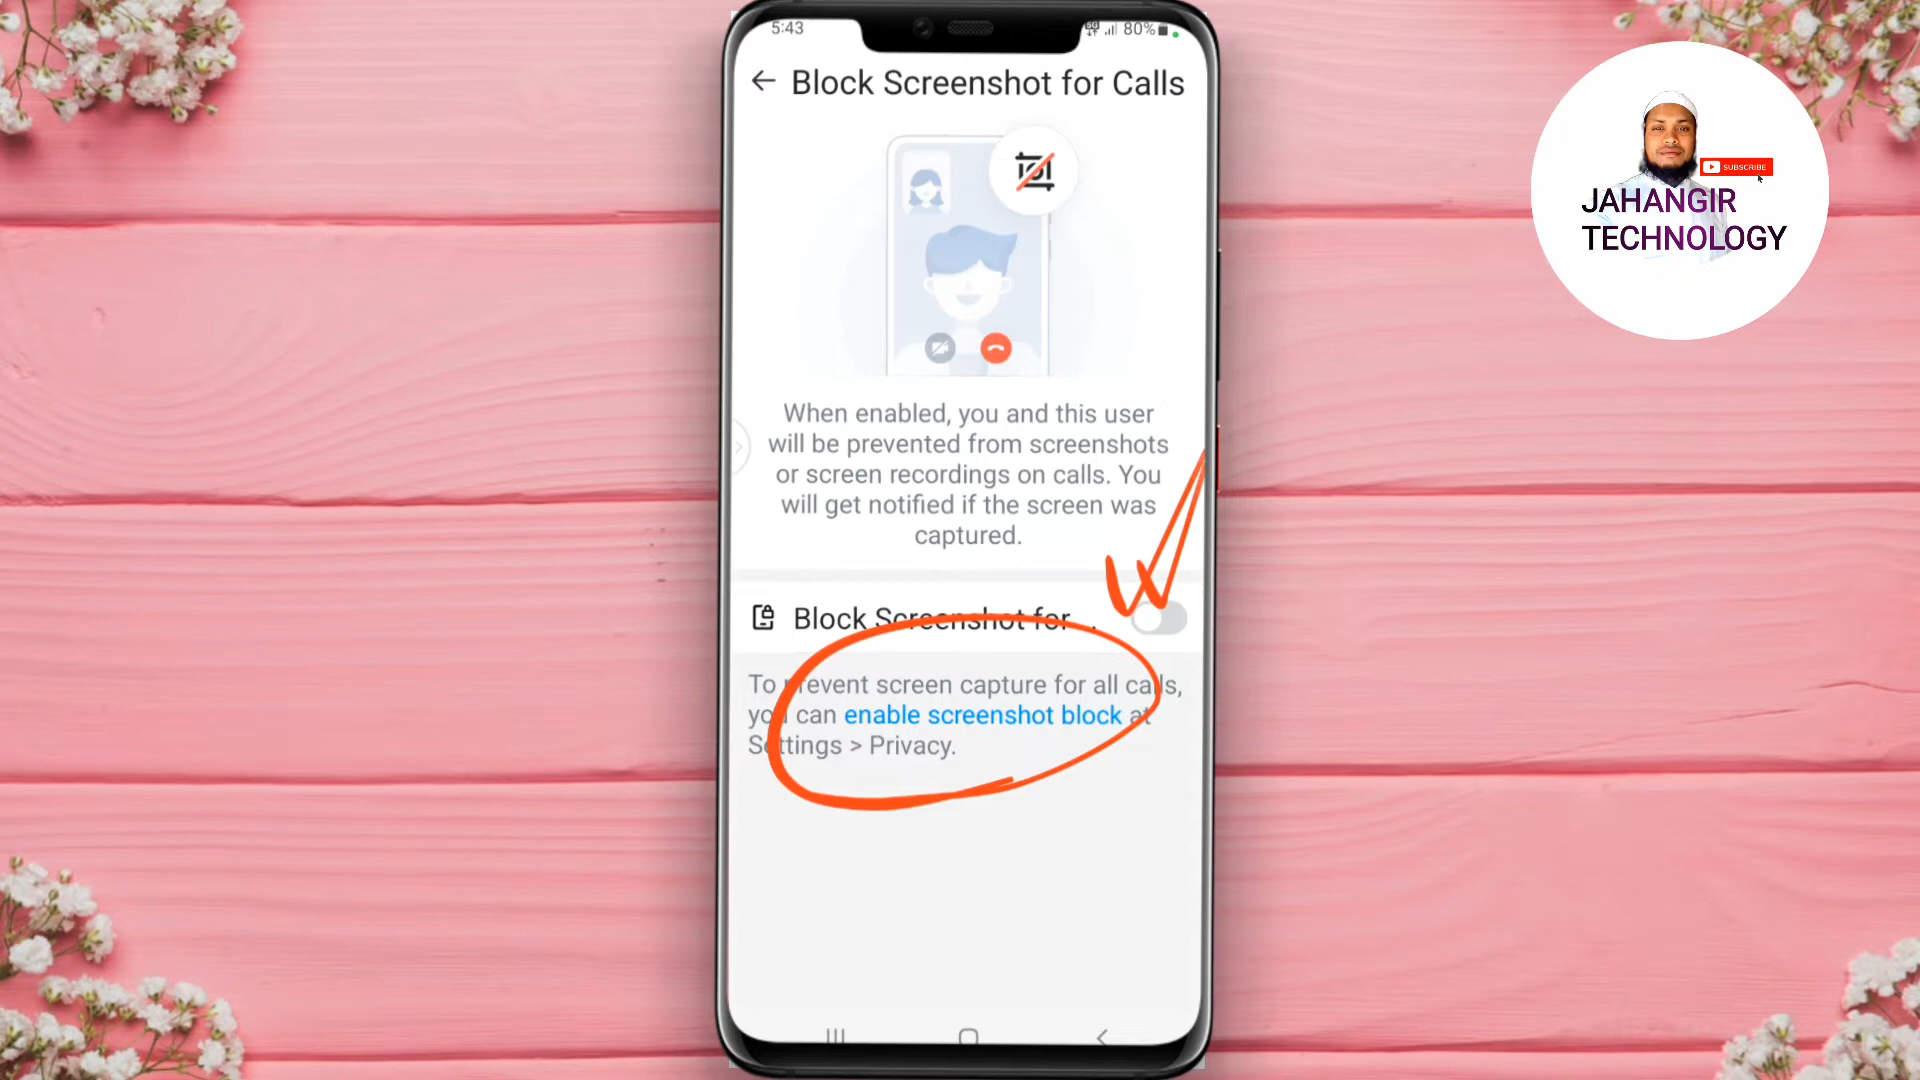 5:43
80%
Block Screenshot for Calls
When enabled, you and this user
will be prevented from screenshots
or screen recordings on calls. You
will get notified if the screen was
captured.
Block Screenshot for ...
To prevent screen capture for all calls,
you can enable screenshot block at
Settings > Privacy.
SUBSCRIBE
JAHANGIR
TECHNOLOGY